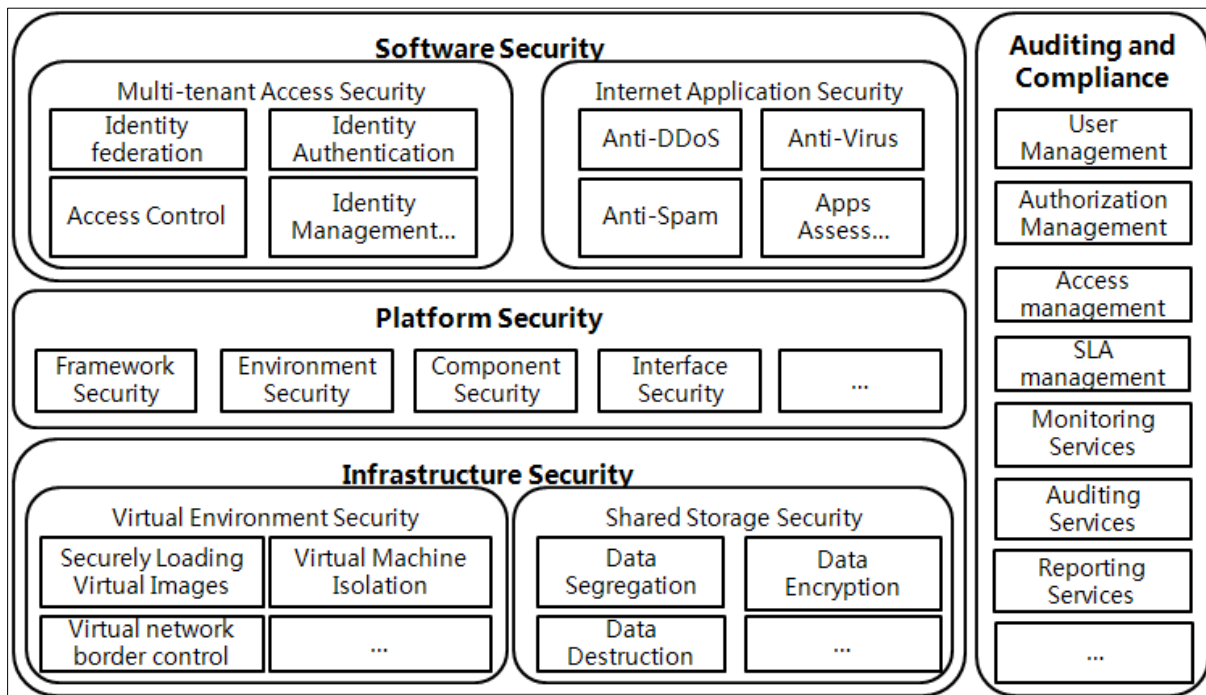 Software Security
Multi-tenant Access Security
Identity
federation
Identity
Authentication
Access Control
Identity
Management...
Internet Application Security
Anti-DDoS
Anti-Virus
Anti-Spam
Apps
Assess...
Platform Security
Framework
Security
Environment
Security
Component
Security
Interface
Security
...
Infrastructure Security
Virtual Environment Security
Securely Loading
Virtual Images
Virtual Machine
Isolation
Virtual network
border control
...
Shared Storage Security
Data
Segregation
Data
Encryption
Data
Destruction
...
Auditing and
Compliance
User
Management
Authorization
Management
Access
management
SLA
management
Monitoring
Services
Auditing
Services
Reporting
Services
...